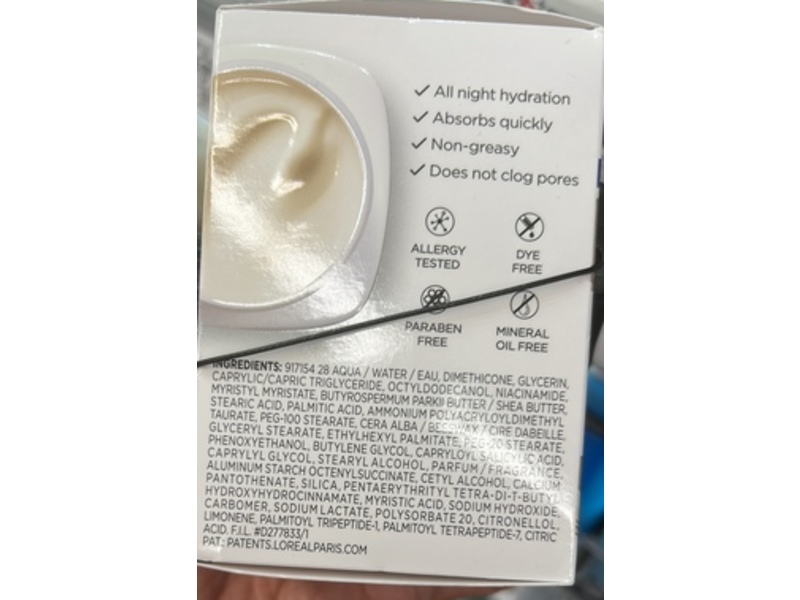 All night hydration
Absorbs quickly
Non-greasy
Does not clog pores
ALLERGY
TESTED
DYE
FREE
PARABEN
FREE
MINERAL
OIL FREE
INGREDIENTS: 917154 28 AQUA / WATER / EAU, DIMETHICONE, GLYCERIN,
CAPRYLIC/CAPRIC TRIGLYCERIDE, OCTYLDODECANOL, NIACINAMIDE,
MYRISTYL MYRISTATE, BUTYROSPERMUM PARKII BUTTER / SHEA BUTTER,
STEARIC ACID, PALMITIC ACID, AMMONIUM POLYACRYLOYLDIMETHYL
TAURATE, PEG-100 STEARATE, CERA ALBA / BEESWAX / CIRE DABEILLE,
GLYCERYL STEARATE, ETHYLHEXYL PALMITATE, PEG-20 STEARATE,
PHENOXYETHANOL, BUTYLENE GLYCOL, CAPRYLOYL SALICYLIC ACID,
CAPRYLYL GLYCOL, STEARYL ALCOHOL, PARFUM / FRAGRANCE,
ALUMINUM STARCH OCTENYLSUCCINATE, CETYL ALCOHOL, CALCIUM
PANTOTHENATE, SILICA, PENTAERYTHRITYL TETRA-DI-T-BUTYL
HYDROXYHYDROCINNAMATE, MYRISTIC ACID, SODIUM HYDROXIDE,
CARBOMER, SODIUM LACTATE, POLYSORBATE 20, CITRONELLOL,
LIMONENE, PALMITOYL TRIPEPTIDE-1, PALMITOYL TETRAPEPTIDE-7, CITRIC
ACID. F.I.L. #D277833/1
PAT.: PATENTS.LOREALPARIS.COM